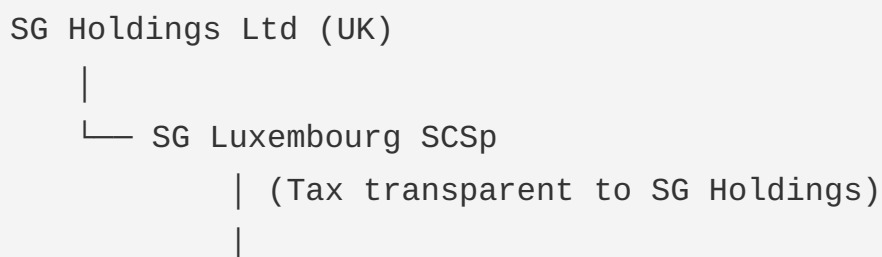 SG Holdings Ltd (UK)
│
└── SG Luxembourg SCSp
│ (Tax transparent to SG Holdings)
│